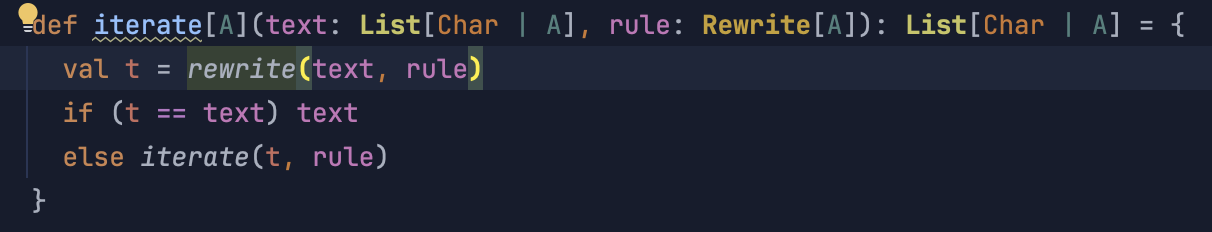 def iterate[A](text: List[Char | A], rule: Rewrite[A]): List[Char | A] = {
  val t = rewrite(text, rule)
  if (t == text) text
  else iterate(t, rule)
}